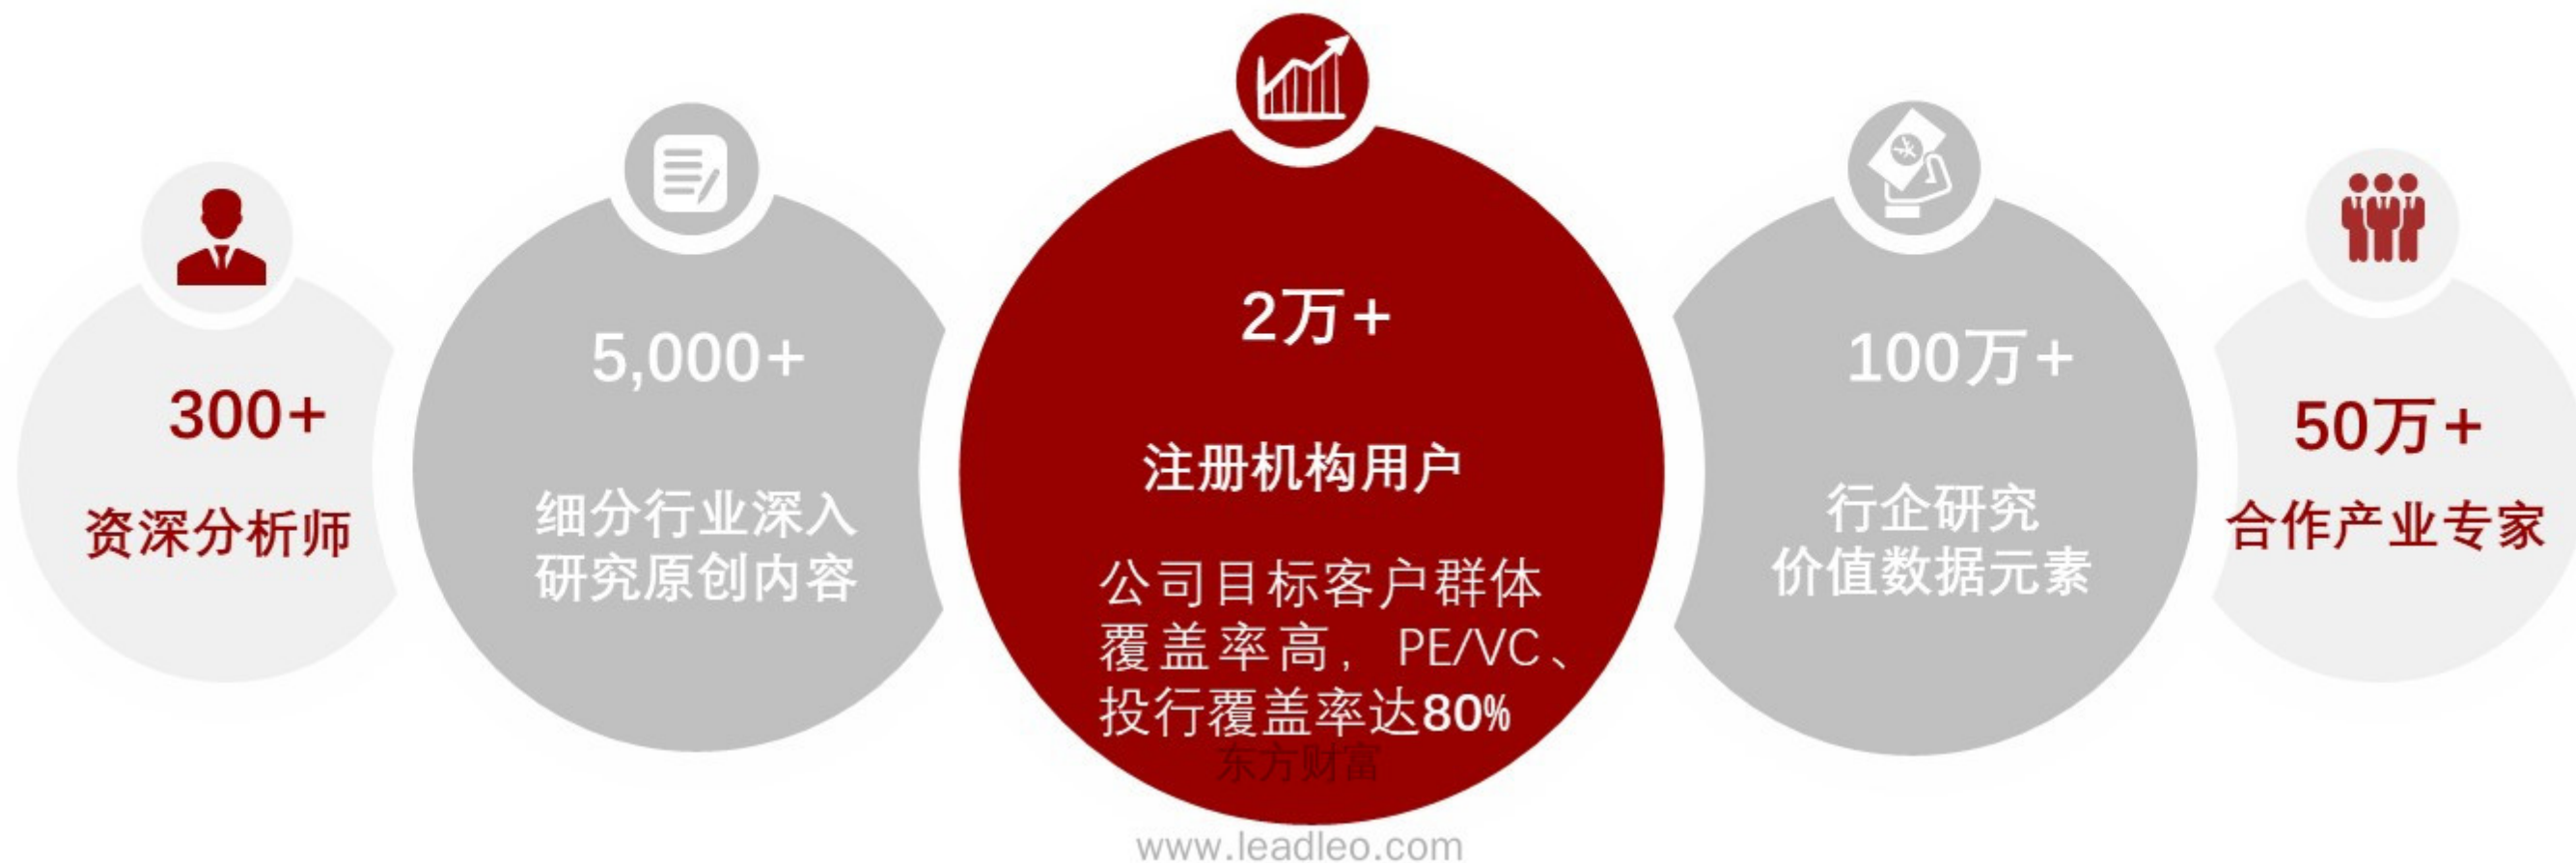 300+
资深分析师
5,000+
细分行业深入
研究原创内容
2万+
注册机构用户
公司目标客户群体
覆盖率高，PE/VC、
投行覆盖率达80%
东方财富
100万+
行企研究
价值数据元素
50万+
合作产业专家
www.leadleo.com